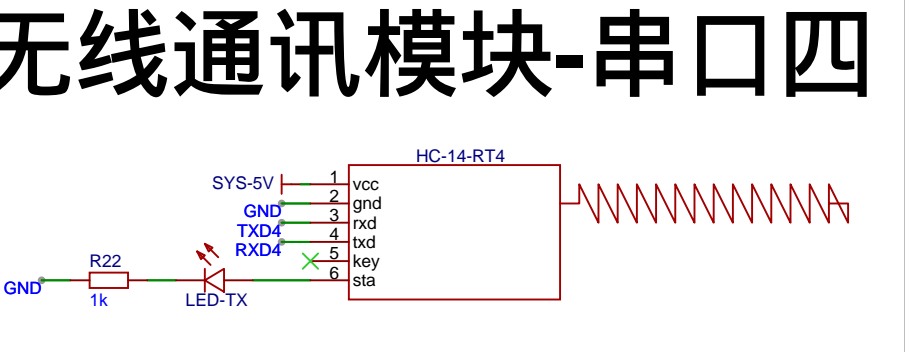 无线通讯模块-串口四
HC-14-RT4
SYS-5V 1 vcc
GND 2 gnd
TXD4 3 rxd
RXD4 4 txd
5 key
R22 6 sta
GND
1k LED-TX